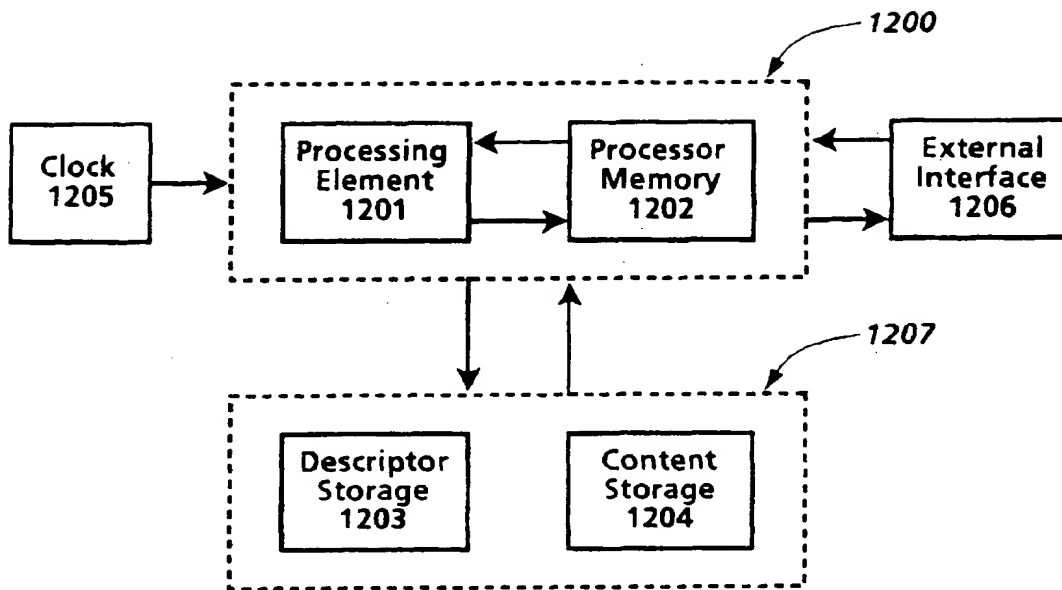 1200
Clock
1205
Processing
Element
1201
Processor
Memory
1202
External
Interface
1206
1207
Descriptor
Storage
1203
Content
Storage
1204